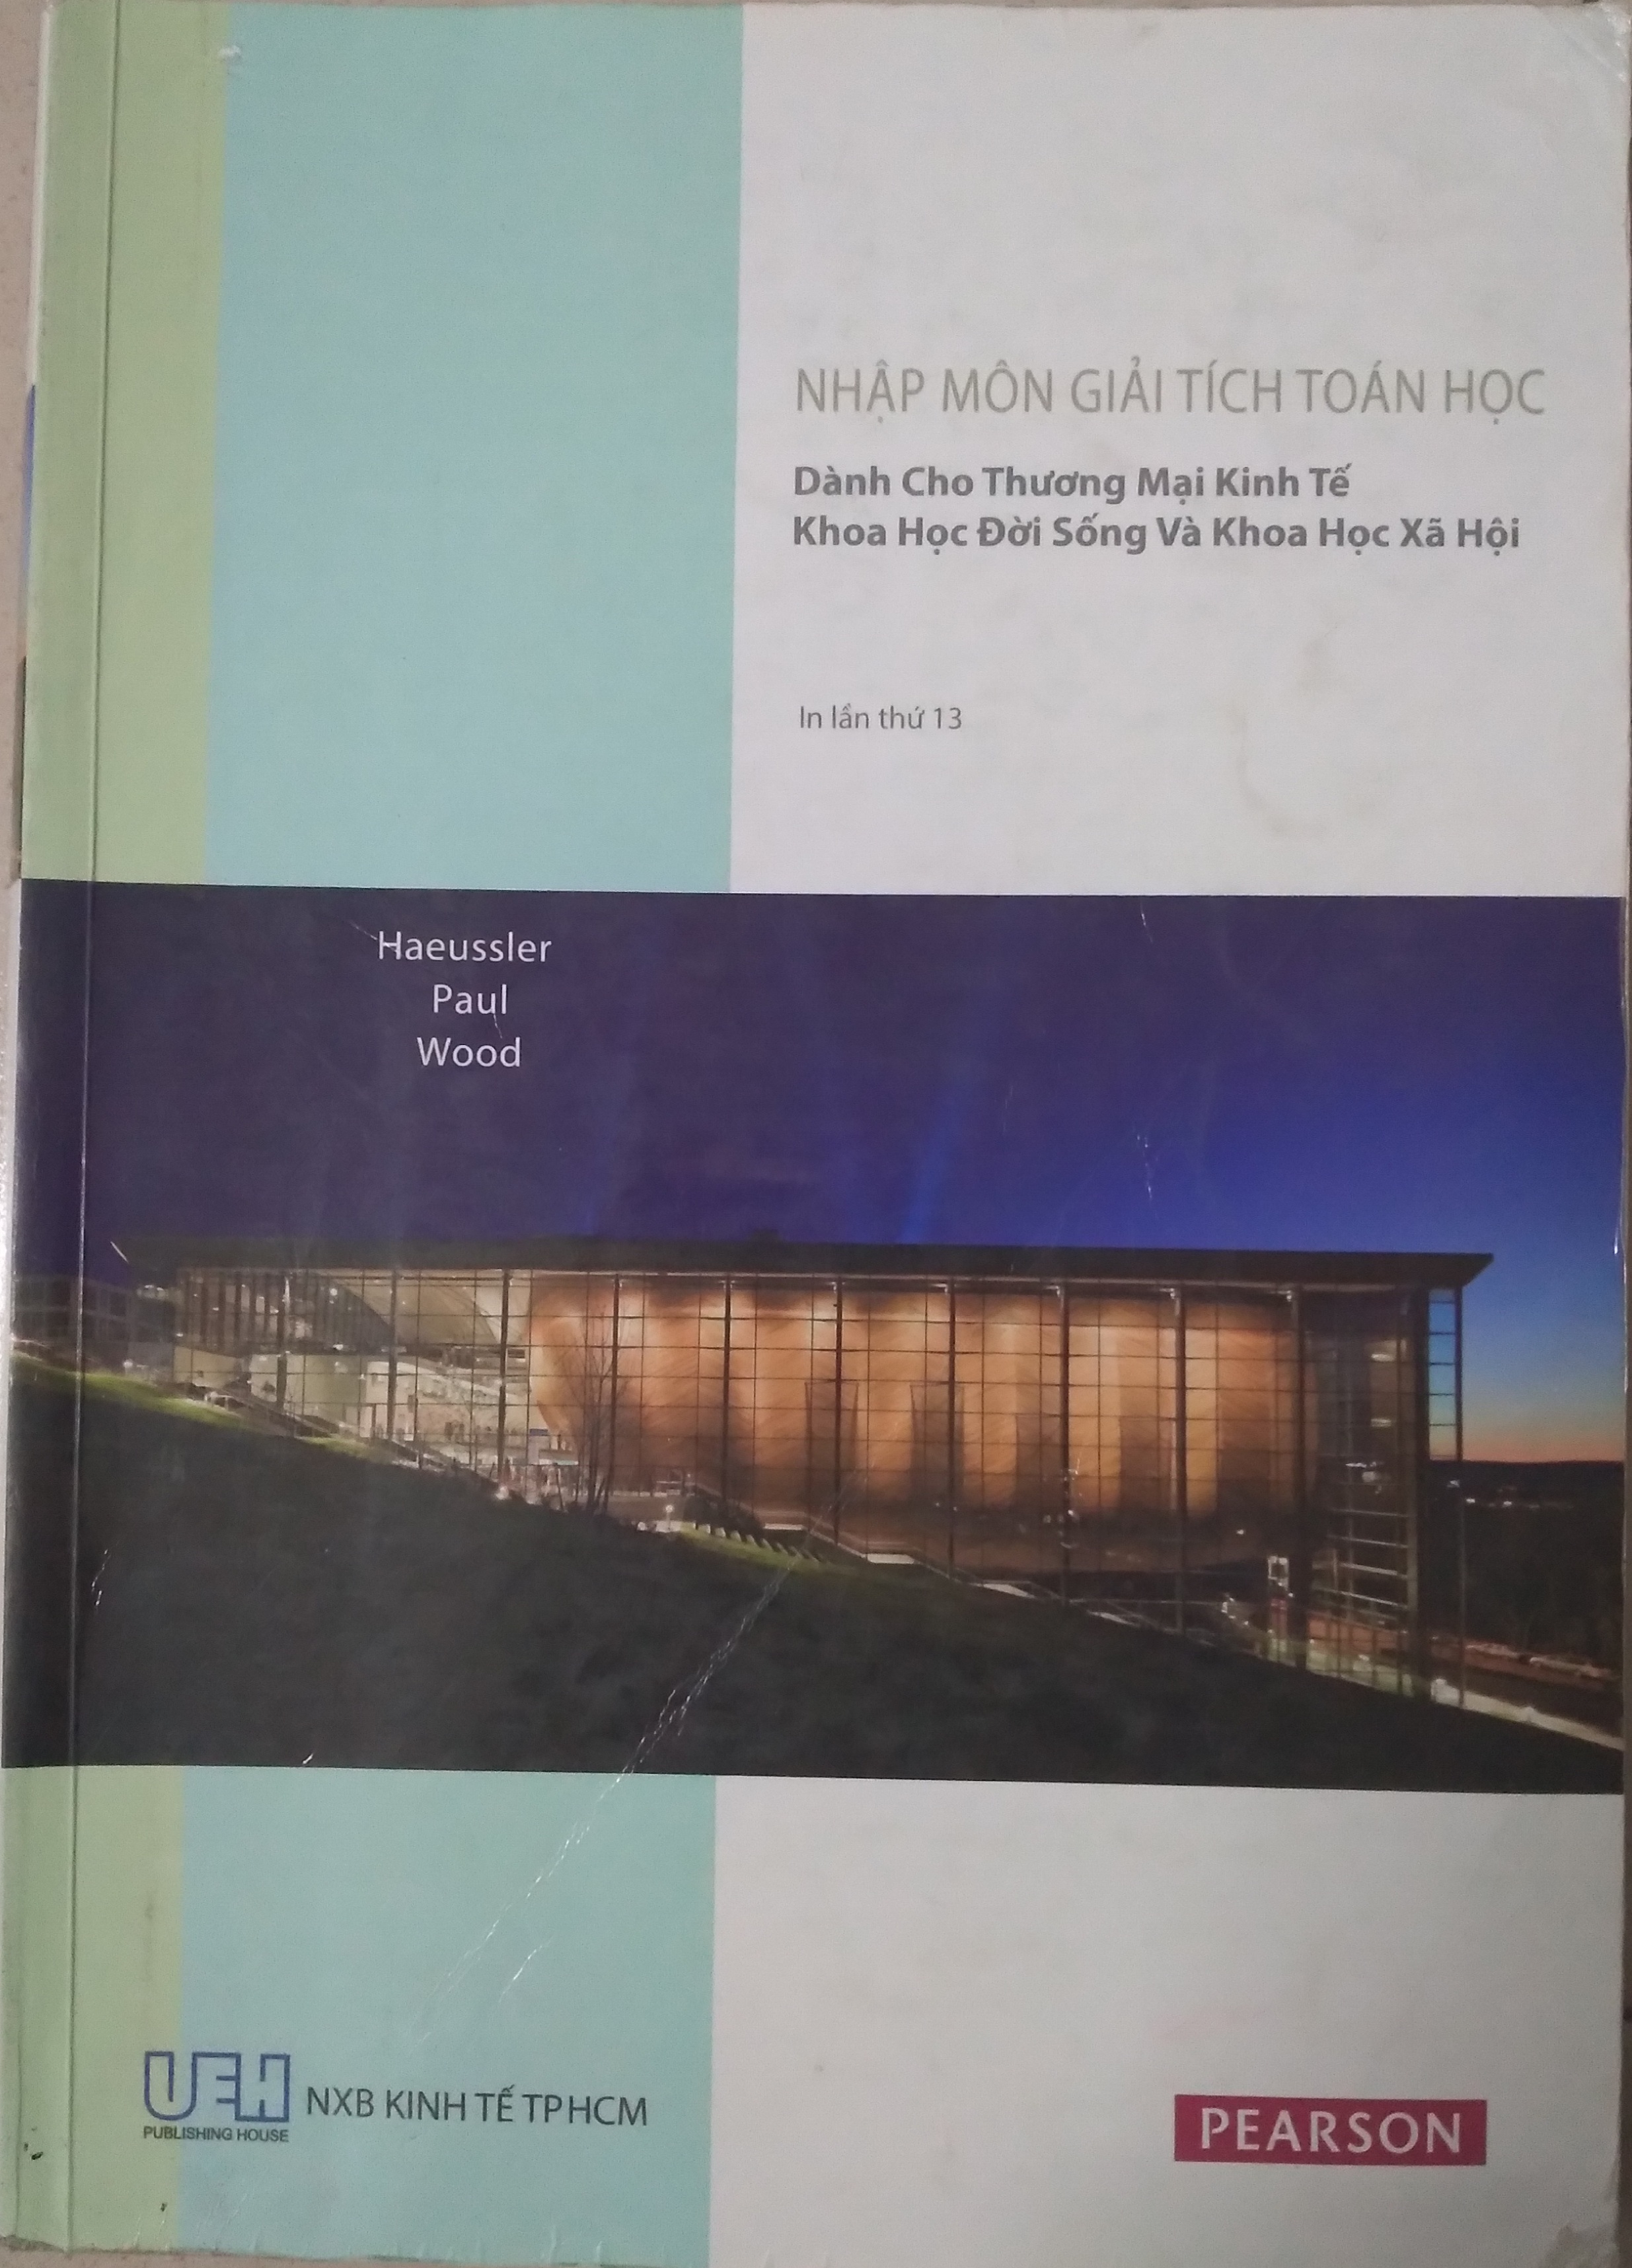 NHẬP MÔN GIẢI TÍCH TOÁN HỌC
Dành Cho Thương Mại Kinh Tế
Khoa Học Đời Sống Và Khoa Học Xã Hội
In lần thứ 13
Haeussler
Paul
Wood
UEH
PUBLISHING HOUSE
NXB KINH TẾ TP HCM
PEARSON